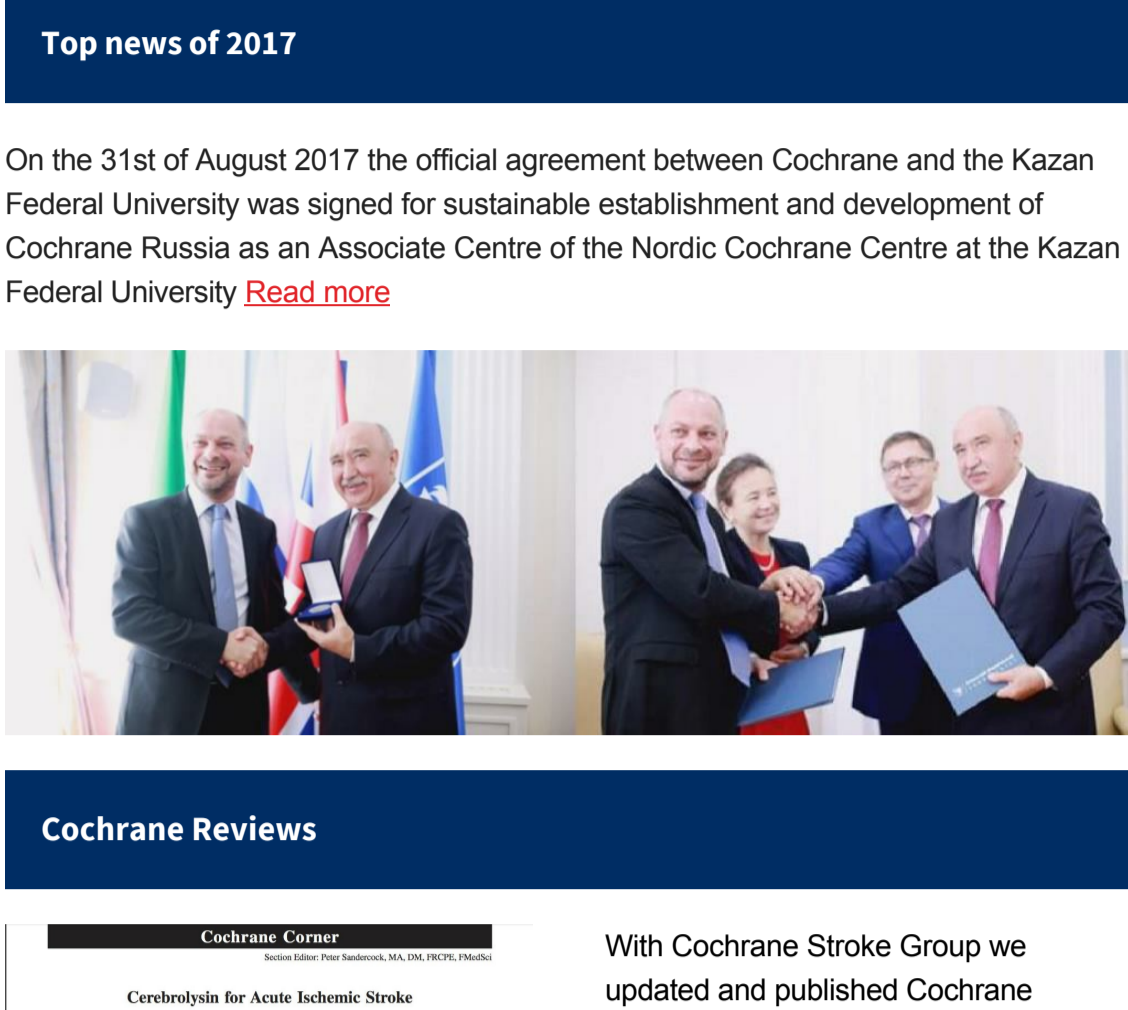 Top news of 2017
On the 31st of August 2017 the official agreement between Cochrane and the Kazan
Federal University was signed for sustainable establishment and development of
Cochrane Russia as an Associate Centre of the Nordic Cochrane Centre at the Kazan
Federal University Read more
Cochrane Reviews
Cochrane Corner
Section Editor: Peter Sandercock, MA, DM, FRCPE, FMedSci
Cerebrolysin for Acute Ischemic Stroke
With Cochrane Stroke Group we
updated and published Cochrane